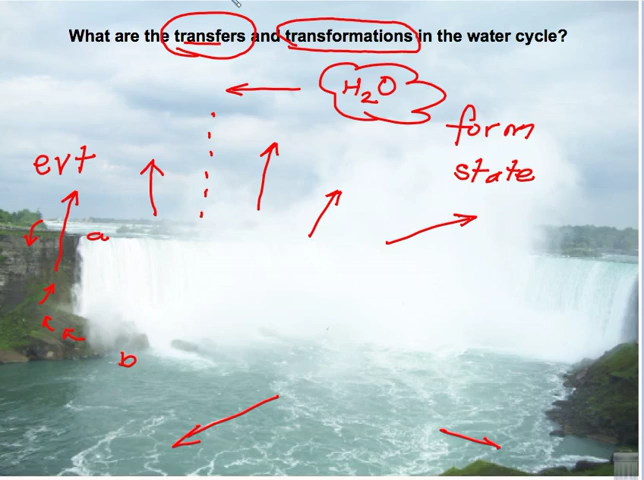 What are the transfers and transformations in the water cycle?
H2O
form
state
evt
a
b